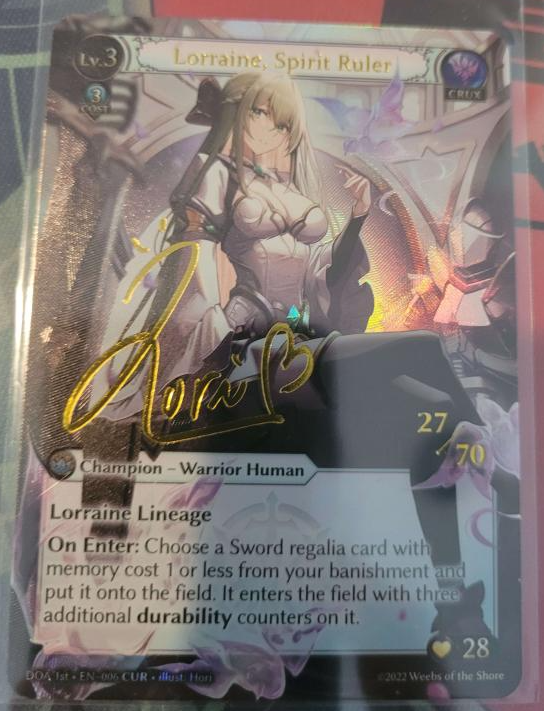 Lv.3
Lorraine, Spirit Ruler
CRUX
3
COST
Lori
27
70
Champion – Warrior Human
Lorraine Lineage
On Enter: Choose a Sword regalia card with
memory cost 1 or less from your banishment and
put it onto the field. It enters the field with three
additional durability counters on it.
28
DOA 1st • EN-006 CUR • illust. Hori
©2022 Weebs of the Shore